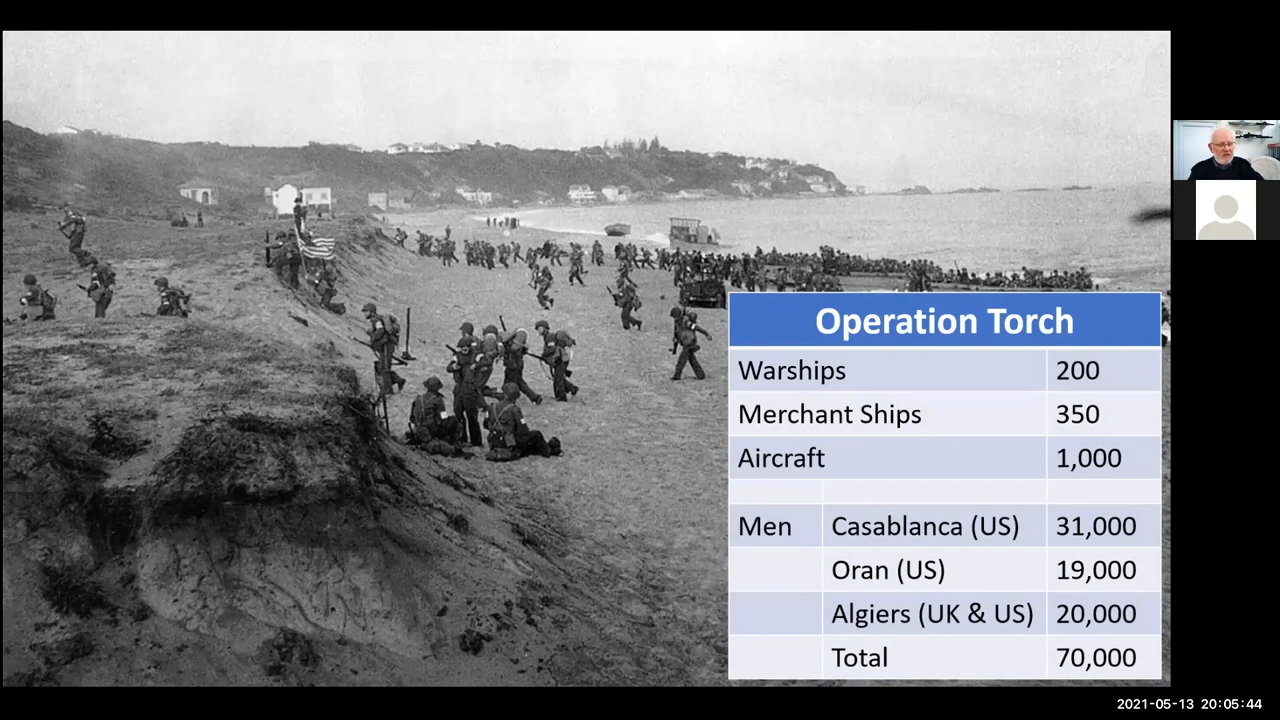 Operation Torch
Warships 200
Merchant Ships 350
Aircraft 1,000
Men Casablanca (US) 31,000
Oran (US) 19,000
Algiers (UK & US) 20,000
Total 70,000
2021-05-13 20:05:44